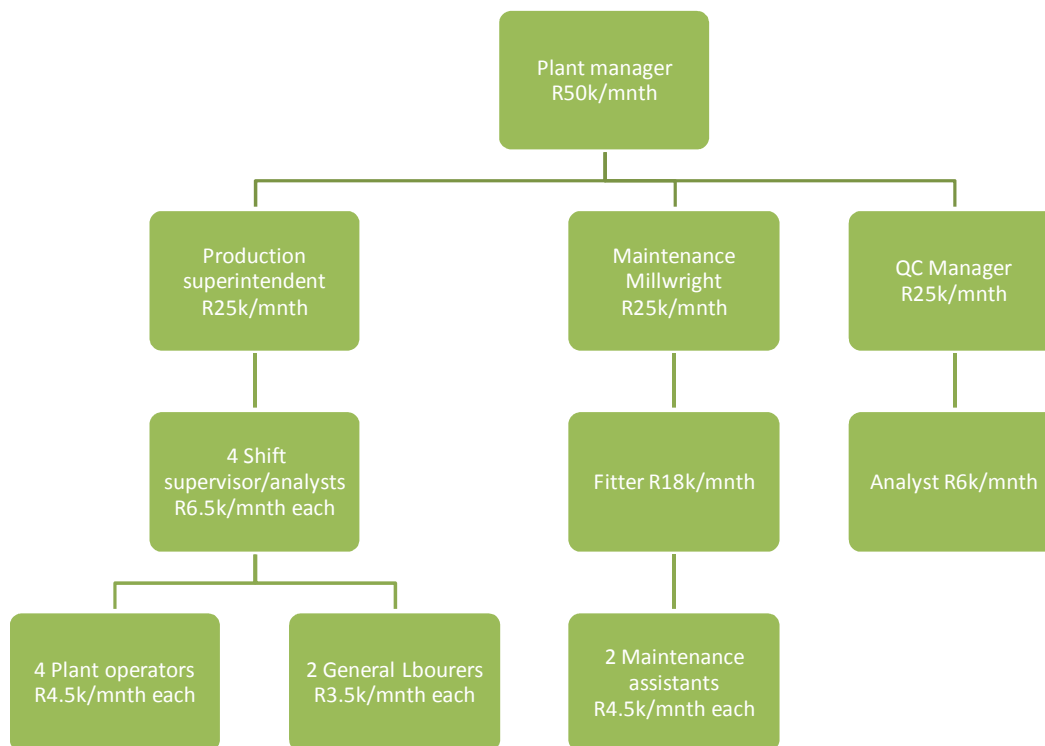 Plant manager
R50k/mnth
Production
superintendent
R25k/mnth
Maintenance
Millwright
R25k/mnth
QC Manager
R25k/mnth
4 Shift
supervisor/analysts
R6.5k/mnth each
Fitter R18k/mnth
Analyst R6k/mnth
4 Plant operators
R4.5k/mnth each
2 General Lbourers
R3.5k/mnth each
2 Maintenance
assistants
R4.5k/mnth each